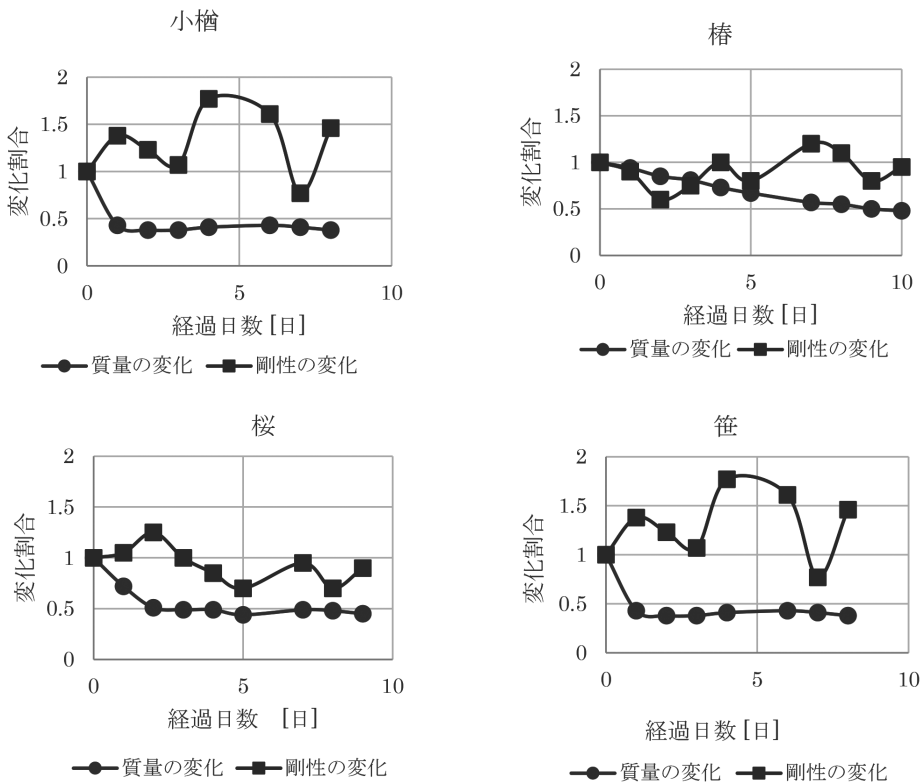 小楢
2
1.5
1
0.5
0
0
5
10
変化割合
経過日数 [日]
質量の変化 剛性の変化
椿
2
1.5
1
0.5
0
0
5
10
変化割合
経過日数 [日]
質量の変化 剛性の変化
桜
2
1.5
1
0.5
0
0
5
10
変化割合
経過日数　[日]
質量の変化 剛性の変化
笹
2
1.5
1
0.5
0
0
5
10
変化割合
経過日数 [日]
質量の変化 剛性の変化